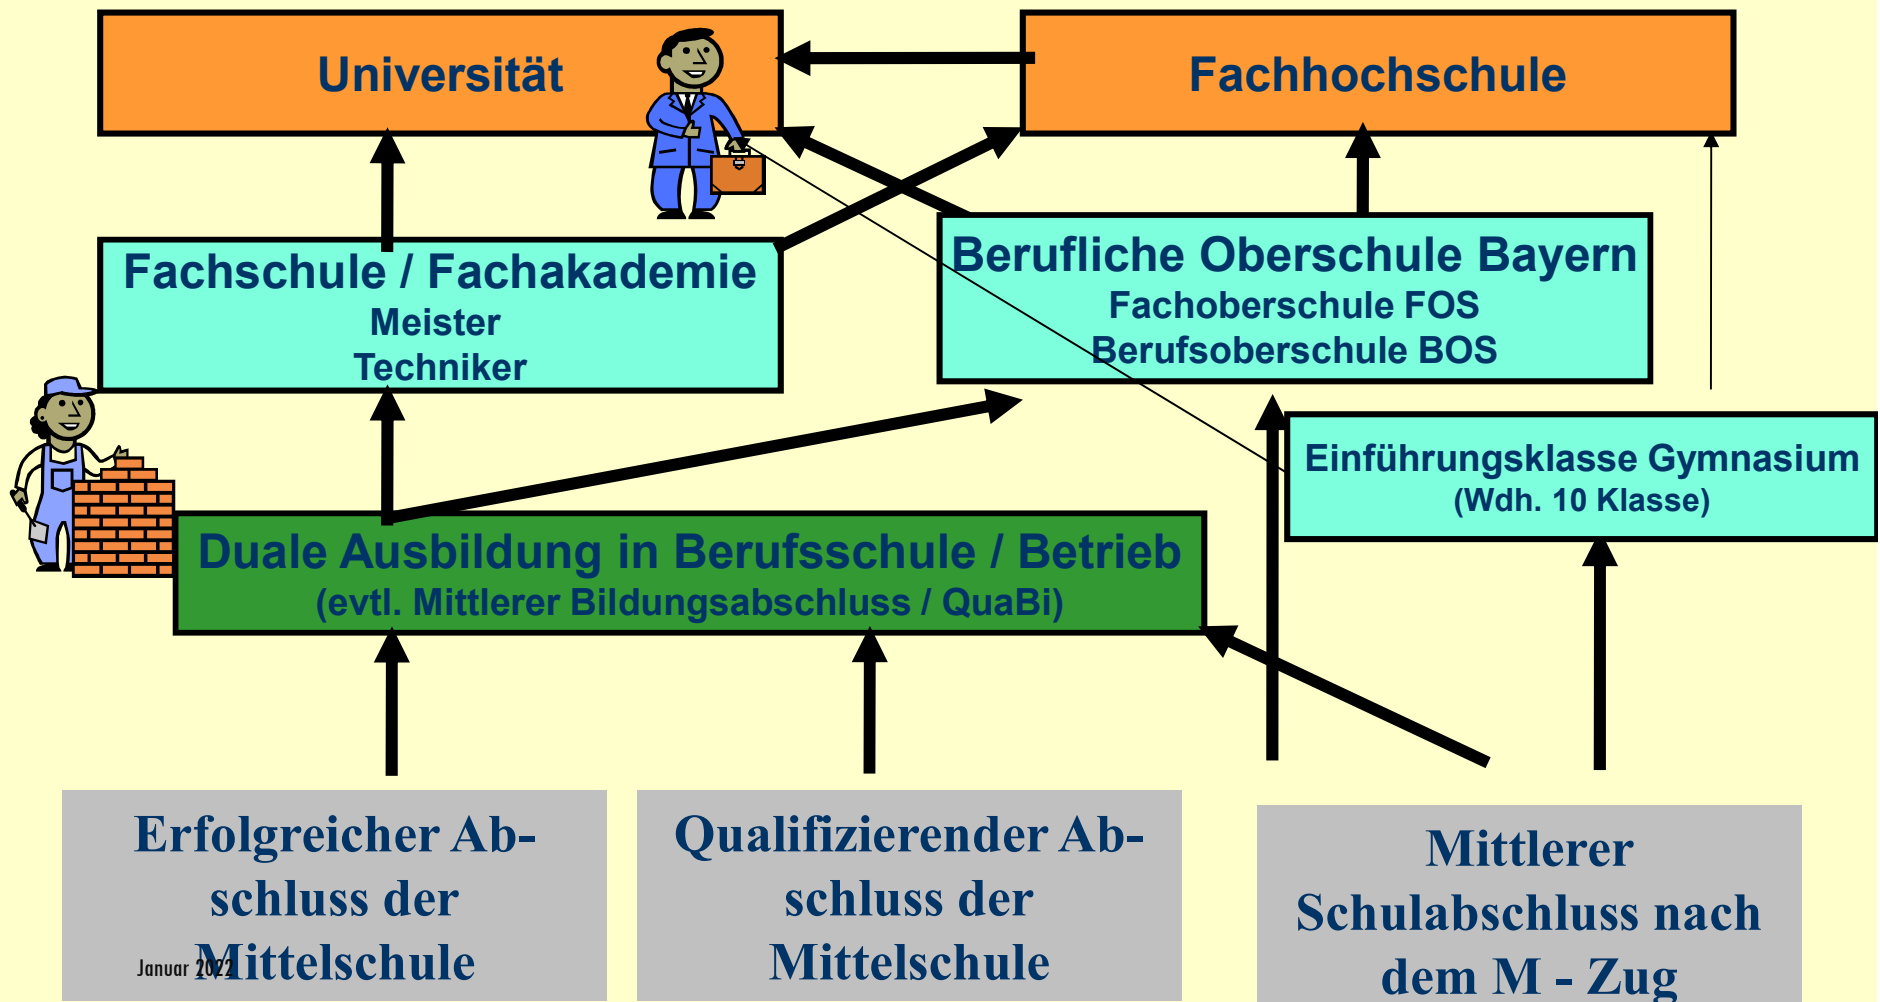 Universität
Fachhochschule
Fachschule / Fachakademie
Meister
Techniker
Berufliche Oberschule Bayern
Fachoberschule FOS
Berufsoberschule BOS
Einführungsklasse Gymnasium
(Wdh. 10 Klasse)
Duale Ausbildung in Berufsschule / Betrieb
(evtl. Mittlerer Bildungsabschluss / QuaBi)
Erfolgreicher Ab-
schluss der
Mittelschule
Qualifizierender Ab-
schluss der
Mittelschule
Mittlerer
Schulabschluss nach
dem M - Zug
Januar 2022